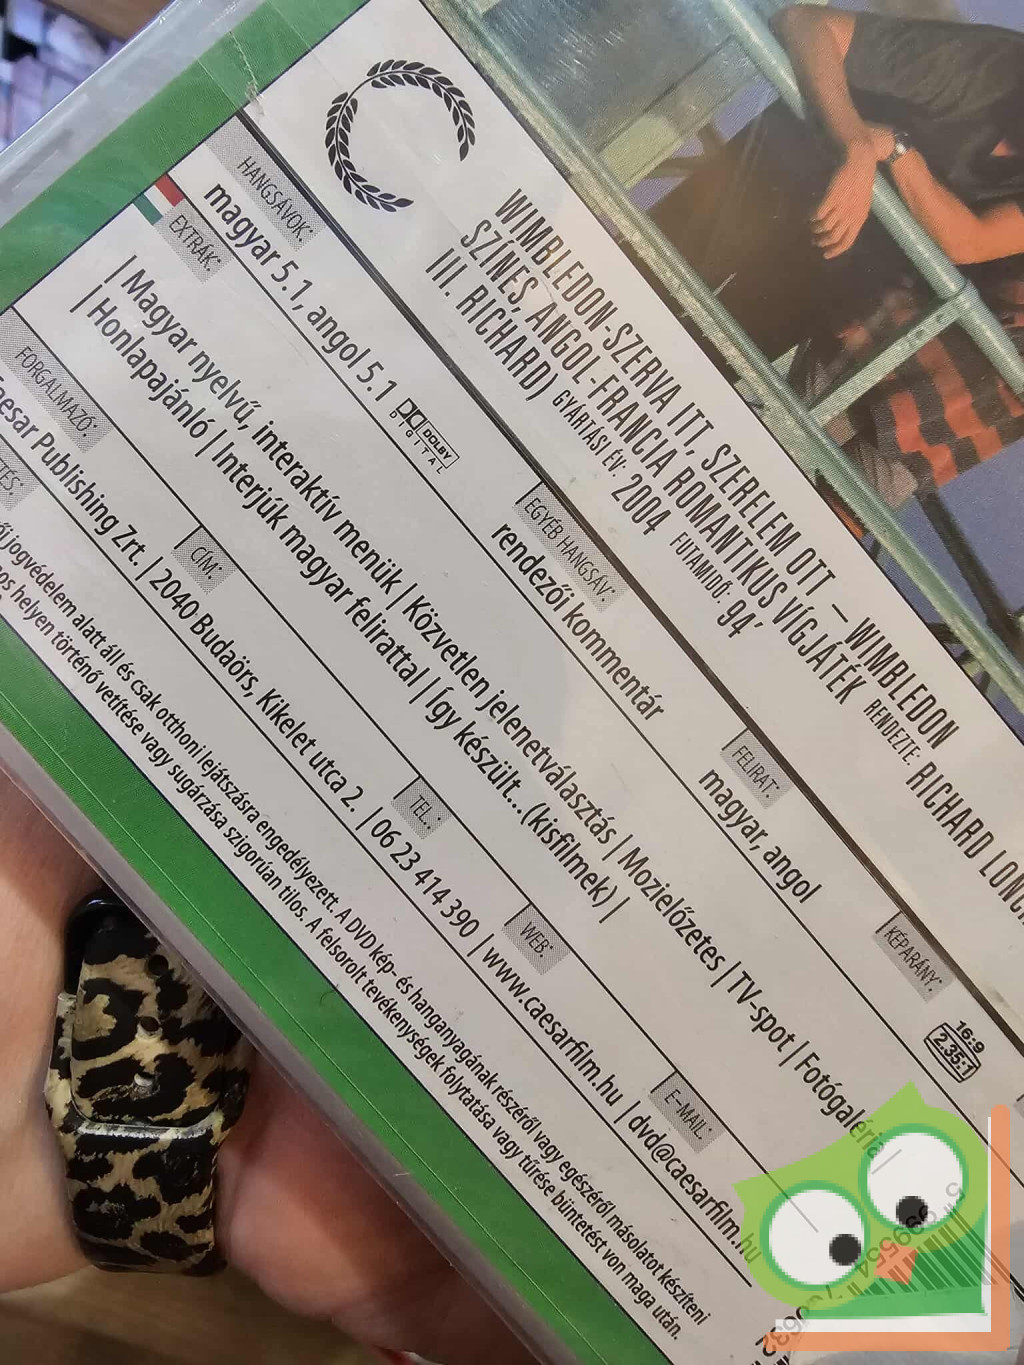 WIMBLEDON-SZERVA ITT, SZERELEM OTT – WIMBLEDON
SZÍNES ANGOL-FRANCIA ROMANTIKUS VÍGJÁTÉK RENDEZTE: RICHARD
III. RICHARD) GYÁRTÁSI ÉV: 2004 FUTAMIDŐ: 94'
HANGSÁVOK: EGYÉB HANGSÁV: FELIRAT: KÉPARÁNY:
magyar 5.1, angol 5.1 DOLBY DIGITAL rendezői kommentár magyar, angol 16:9 2.35:1
EXTRÁK:
| Magyar nyelvű, interaktív menük | Közvetlen jelenetválasztás | Mozielőzetes | TV-spot | Fotógaléria
| Honlapajánló | Interjúk magyar felirattal | Így készült... (kisfilmek) |
FORGALMAZÓ: CÍM: TEL.: WEB: E-MAIL:
Publishing Zrt. | 2040 Budaörs, Kikelet utca 2. | 06 23 414 390 | www.caesarfilm.hu | dvd@caesarfilm.hu
jogvédelem alatt áll és csak otthoni lejátszásra engedélyezett. A DVD kép- és hanganyagának részéről vagy egészéről másolatot készíteni
helyen történő vetítése vagy sugárzása szigorúan tilos. A felsorolt tevékenységek folytatása vagy tűrése büntetést von maga után.